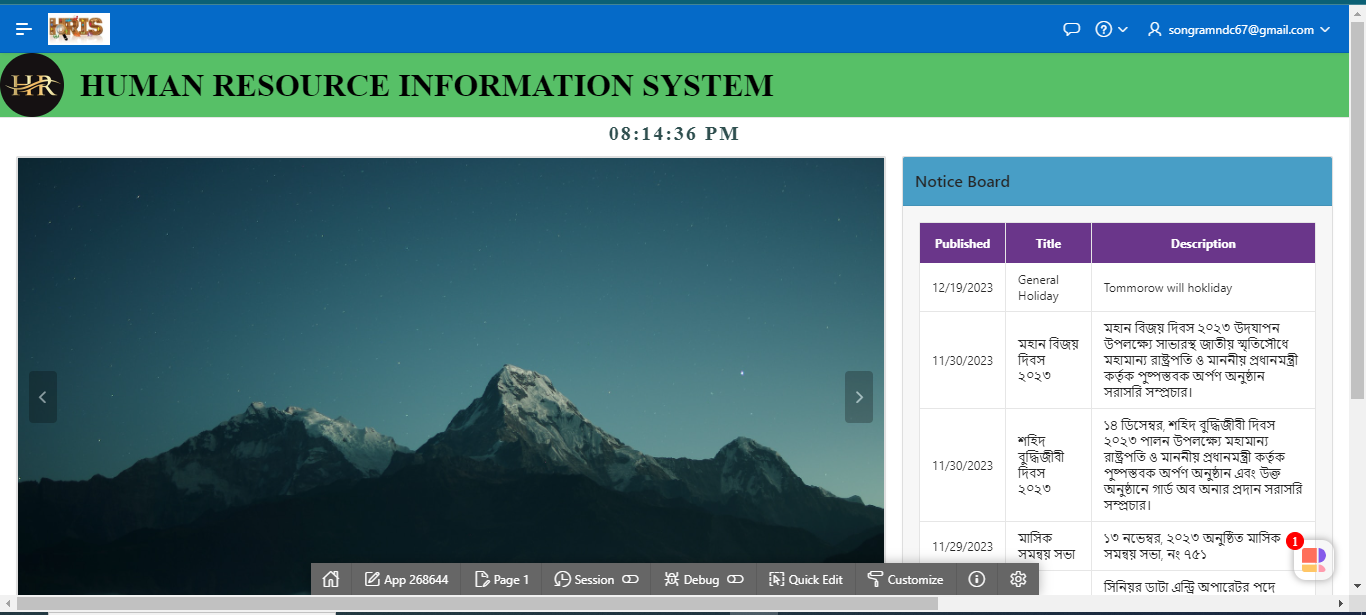 HRIS
songramndc67@gmail.com
HR
HUMAN RESOURCE INFORMATION SYSTEM
08:14:36 PM
Notice Board
Published Title Description
12/19/2023
General
Holiday
Tommorow will hokliday
11/30/2023
মহান বিজয়
দিবস
২০২৩
মহান বিজয় দিবস ২০২৩ উদযাপন
উপলক্ষ্যে সাভারস্থ জাতীয় স্মৃতিসৌধে
মহামান্য রাষ্ট্রপতি ও মাননীয় প্রধানমন্ত্রী
কর্তৃক পুষ্পস্তবক অর্পণ অনুষ্ঠান
সরাসরি সম্প্রচার।
11/30/2023
শহিদ
বুদ্ধিজীবী
দিবস
২০২৩
১৪ ডিসেম্বর, শহিদ বুদ্ধিজীবী দিবস
২০২৩ পালন উপলক্ষ্যে মহামান্য
রাষ্ট্রপতি ও মাননীয় প্রধানমন্ত্রী কর্তৃক
পুষ্পস্তবক অর্পণ অনুষ্ঠান এবং উক্ত
অনুষ্ঠানে গার্ড অব অনার প্রদান সরাসরি
সম্প্রচার।
11/29/2023
মাসিক
সমন্বয় সভা
১৩ নভেম্বর, ২০২৩ অনুষ্ঠিত মাসিক
সমন্বয় সভা, নং ৭৫১
সিনিয়র ডাটা এন্ট্রি অপারেটর পদে
1
App 268644 Page 1 Session Debug Quick Edit Customize